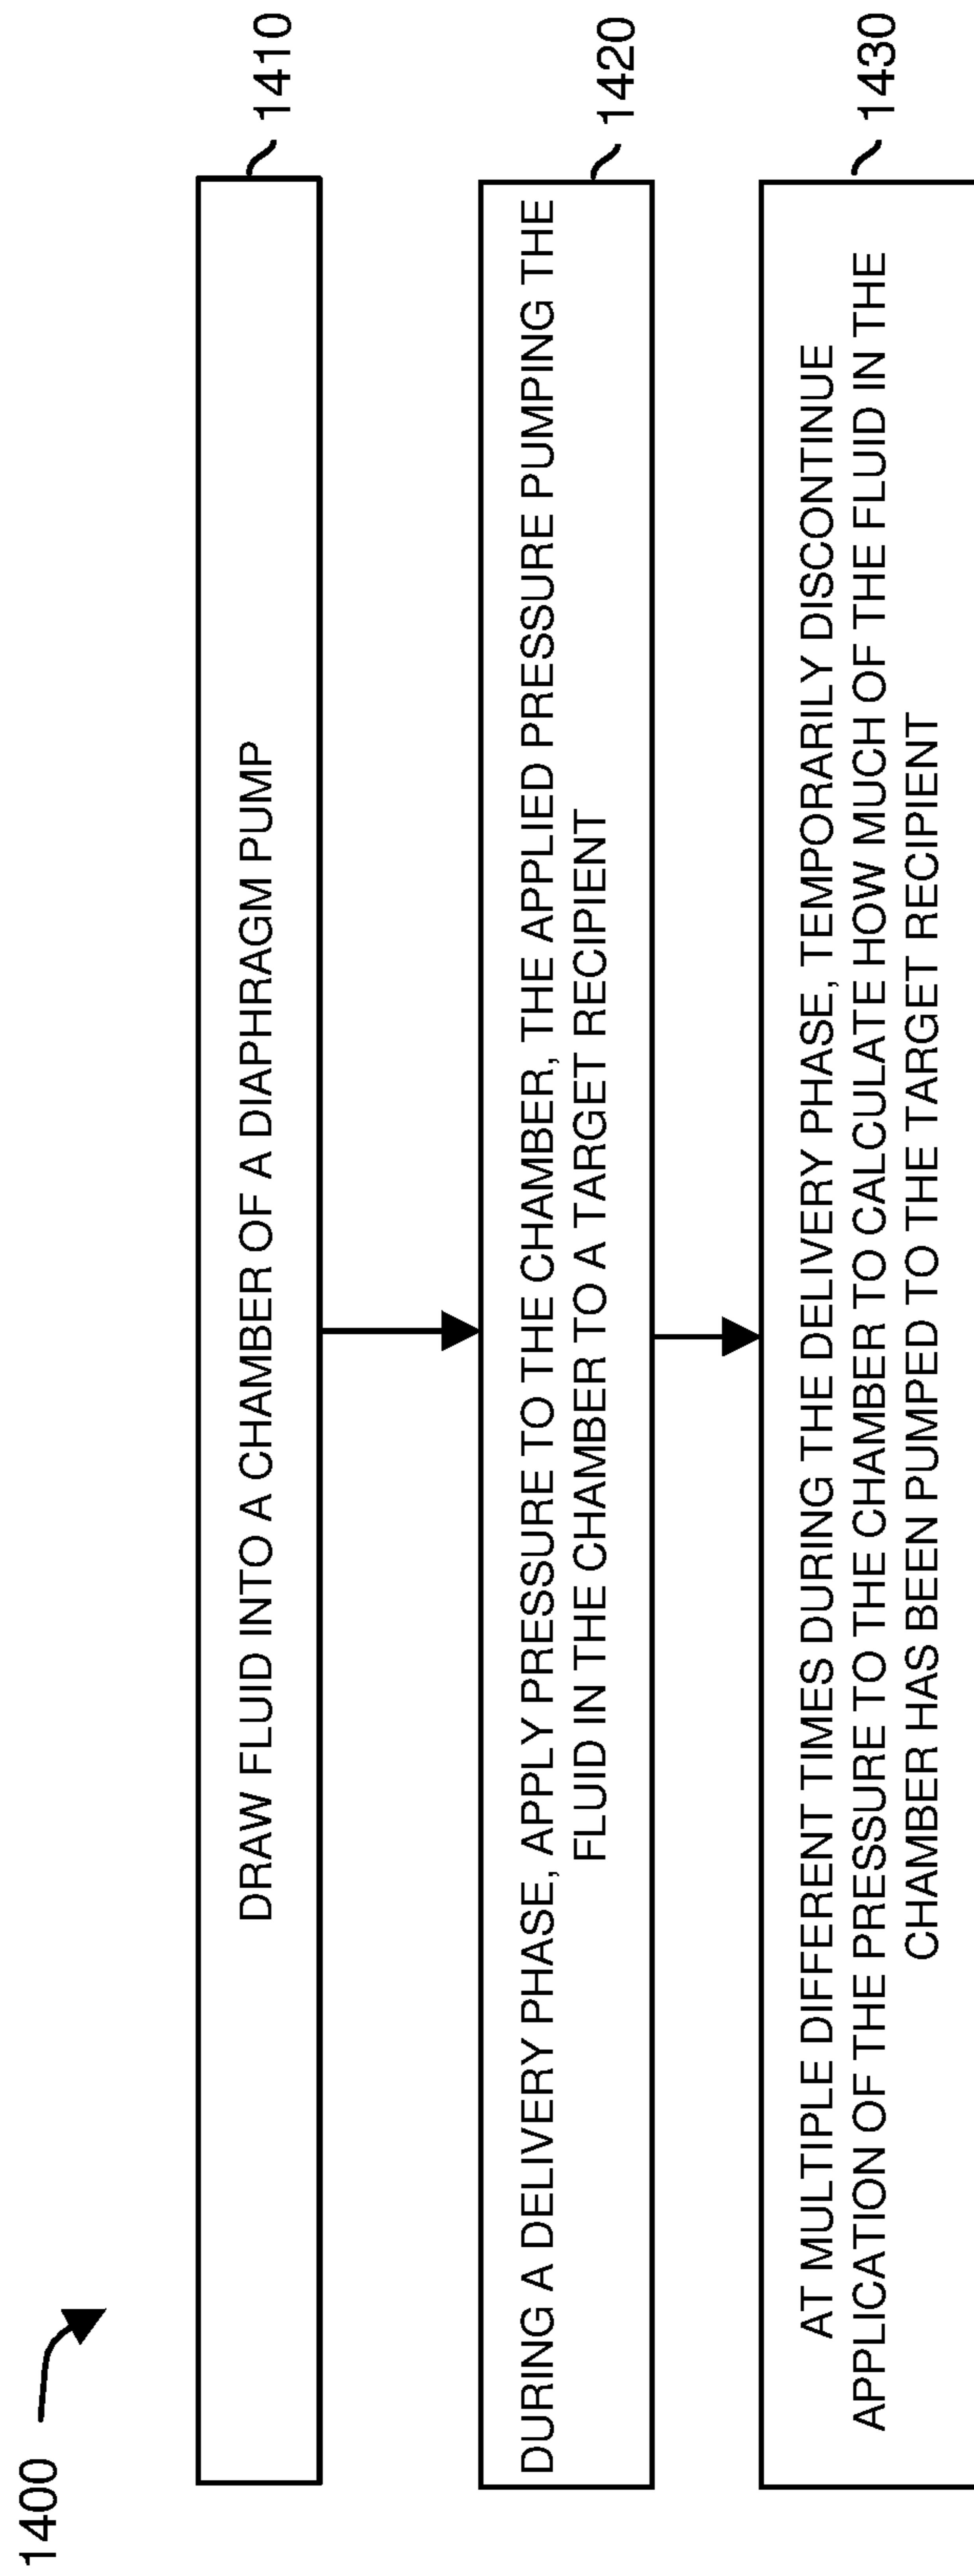 1400
DRAW FLUID INTO A CHAMBER OF A DIAPHRAGM PUMP
1410
DURING A DELIVERY PHASE, APPLY PRESSURE TO THE CHAMBER, THE APPLIED PRESSURE PUMPING THE
FLUID IN THE CHAMBER TO A TARGET RECIPIENT
1420
AT MULTIPLE DIFFERENT TIMES DURING THE DELIVERY PHASE, TEMPORARILY DISCONTINUE
APPLICATION OF THE PRESSURE TO THE CHAMBER TO CALCULATE HOW MUCH OF THE FLUID IN THE
CHAMBER HAS BEEN PUMPED TO THE TARGET RECIPIENT
1430